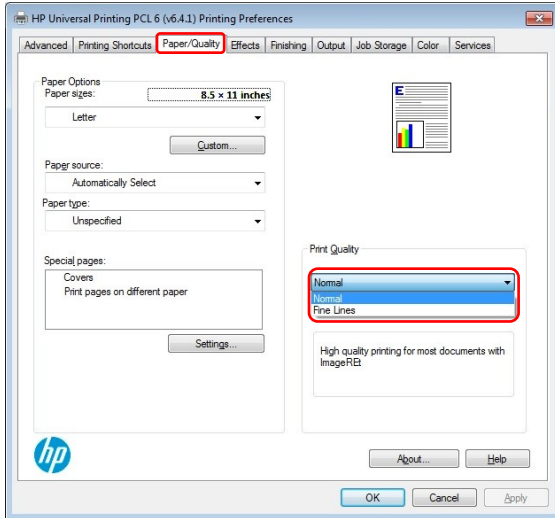 HP Universal Printing PCL 6 (v6.4.1) Printing Preferences
Advanced Printing Shortcuts Paper/Quality Effects Finishing Output Job Storage Color Services
Paper Options
Paper sizes:
8.5 × 11 inches
Letter
Custom...
Paper source:
Automatically Select
Paper type:
Unspecified
Special pages:
Covers
Print pages on different paper
Settings...
E
Print Quality
Normal
Normal
Fine Lines
High quality printing for most documents with
ImageREt
hp
About... Help
OK Cancel Apply